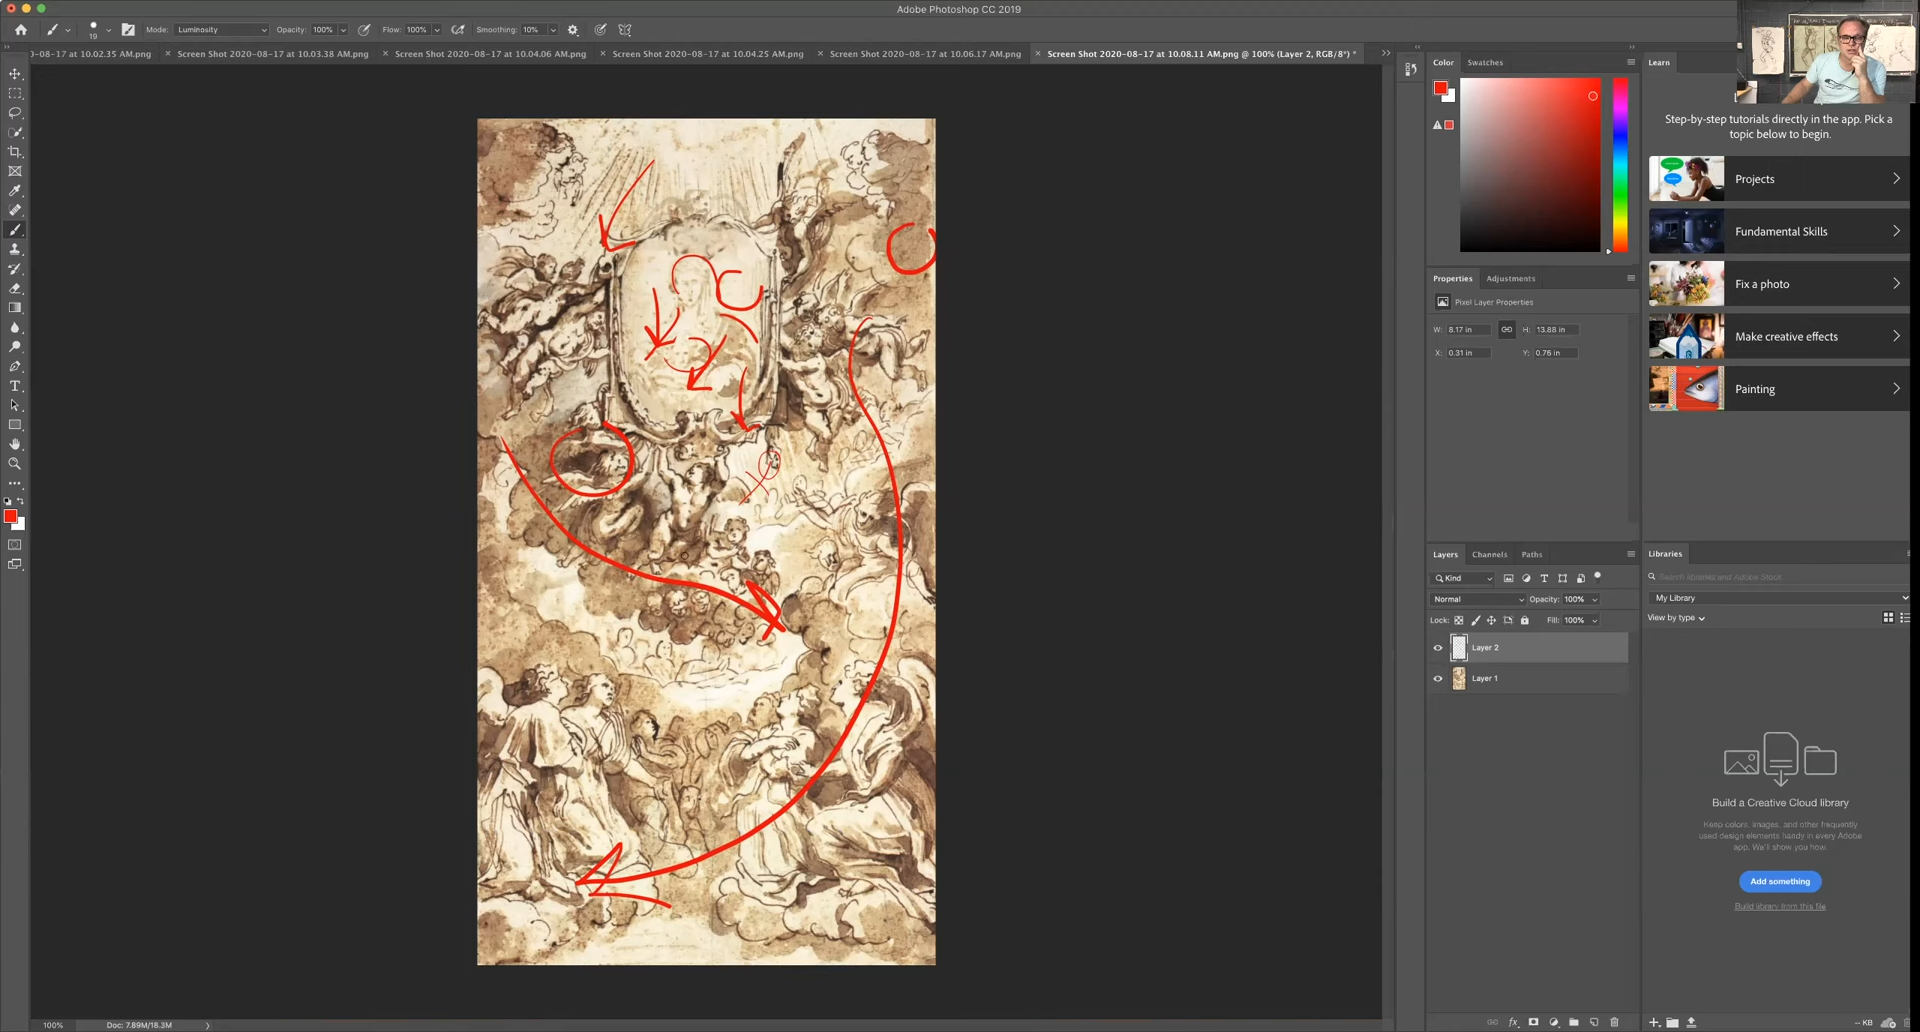 Adobe Photoshop CC 2019
19 Mode: Luminosity Opacity: 100% Flow: 100% Smoothing: 10%
0-08-17 at 10.02.35 AM.png × Screen Shot 2020-08-17 at 10.03.38 AM.png × Screen Shot 2020-08-17 at 10.04.06 AM.png × Screen Shot 2020-08-17 at 10.04.25 AM.png × Screen Shot 2020-08-17 at 10.06.17 AM.png × Screen Shot 2020-08-17 at 10.08.11 AM.png @ 100% (Layer 2, RGB/8*) *
Color Swatches
Learn
Step-by-step tutorials directly in the app. Pick a
topic below to begin.
Projects
Fundamental Skills
Fix a photo
Make creative effects
Painting
Properties Adjustments
Pixel Layer Properties
W: 8.17 in H: 13.88 in
X: 0.31 in Y: 0.76 in
Layers Channels Paths
Kind
Normal Opacity: 100%
Lock: Fill: 100%
Layer 2
Layer 1
Libraries
Search libraries and Adobe Stock
My Library
View by type
Build a Creative Cloud library
Keep colors, images, and other frequently
used design elements handy in every Adobe
app. We'll show you how.
Add something
Build library from this file
-- KB
100% Doc: 7.89M/18.3M